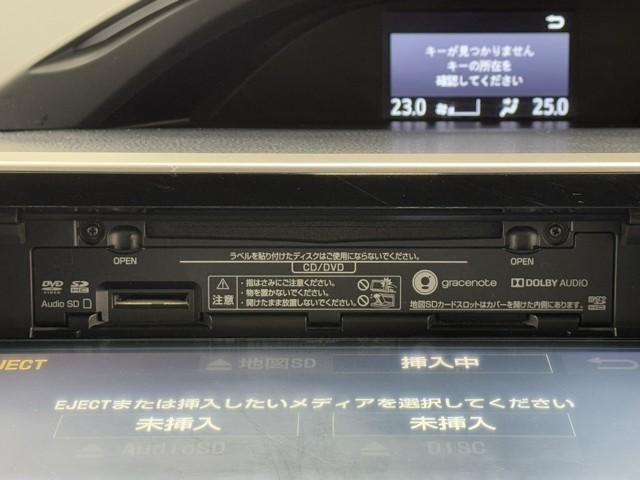 キーが見つかりません
キーの所在を
確認してください
23.0 25.0
OPEN OPEN
ラベルを貼り付けたディスクはご使用にならないでください。
CD/DVD
DVD VIDEO SD HC
Audio SD
注意
・指はさみにご注意ください。
・物を置かないでください。
・開けたまま放置しないでください。
gracenote DOLBY AUDIO
地図SDカードスロットはカバーを開けた内側にあります。
EJECT 地図SD 挿入中
EJECTまたは挿入したいメディアを選択してください
未挿入 未挿入
AudioSD DISC